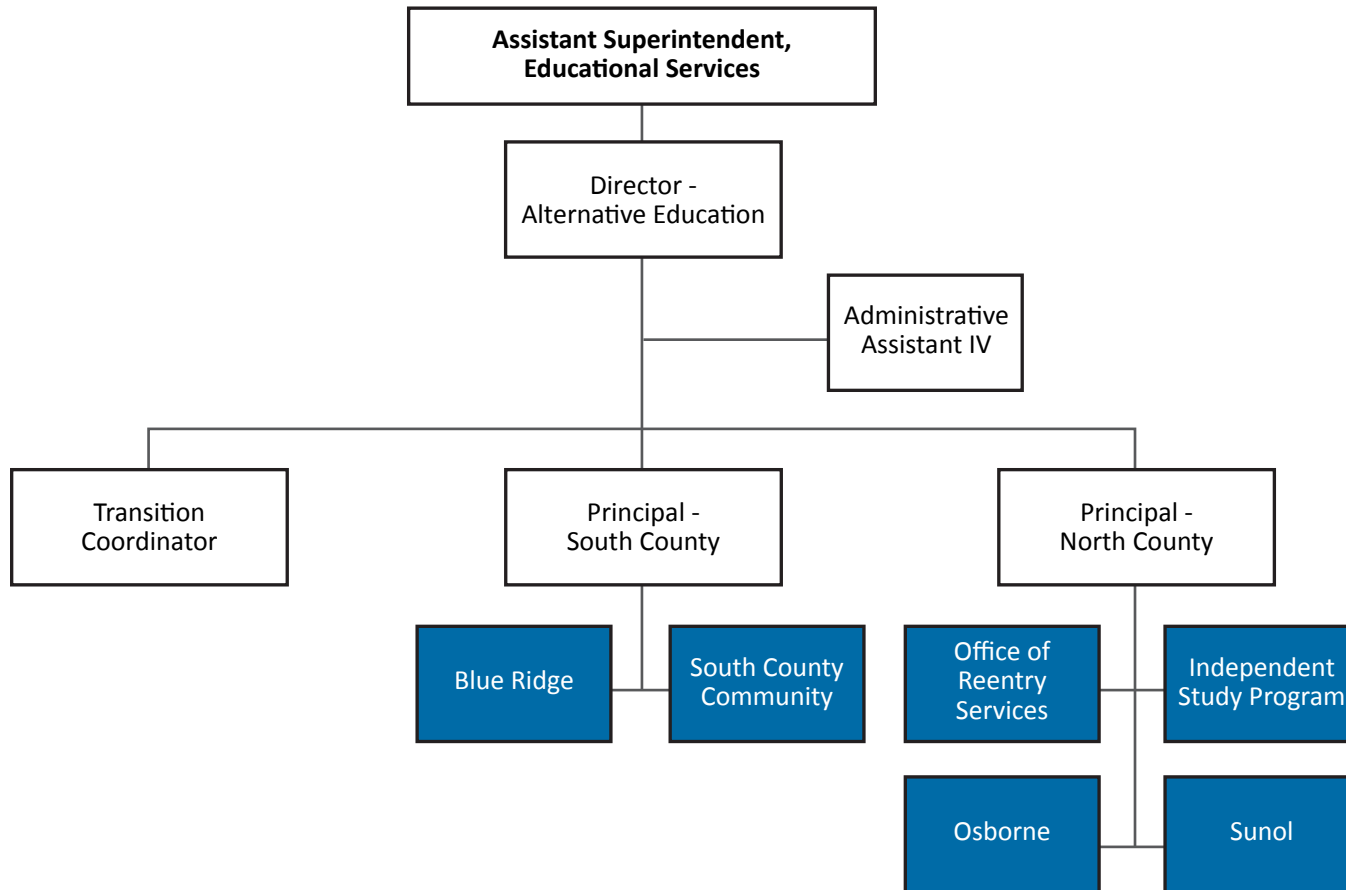 Assistant Superintendent,
Educational Services
Director -
Alternative Education
Administrative
Assistant IV
Transition
Coordinator
Principal -
South County
Principal -
North County
Blue Ridge
South County
Community
Office of
Reentry
Services
Independent
Study Program
Osborne
Sunol